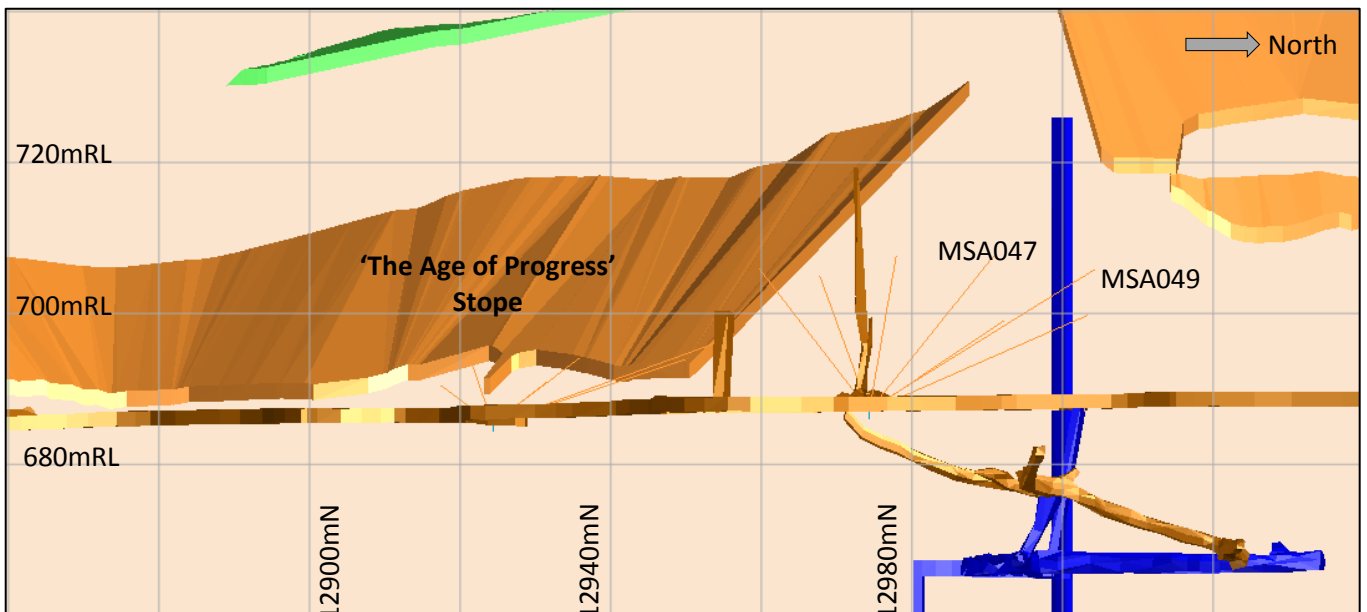 North
720mRL
‘The Age of Progress’
Stope
MSA047
MSA049
700mRL
680mRL
12900mN
12940mN
12980mN